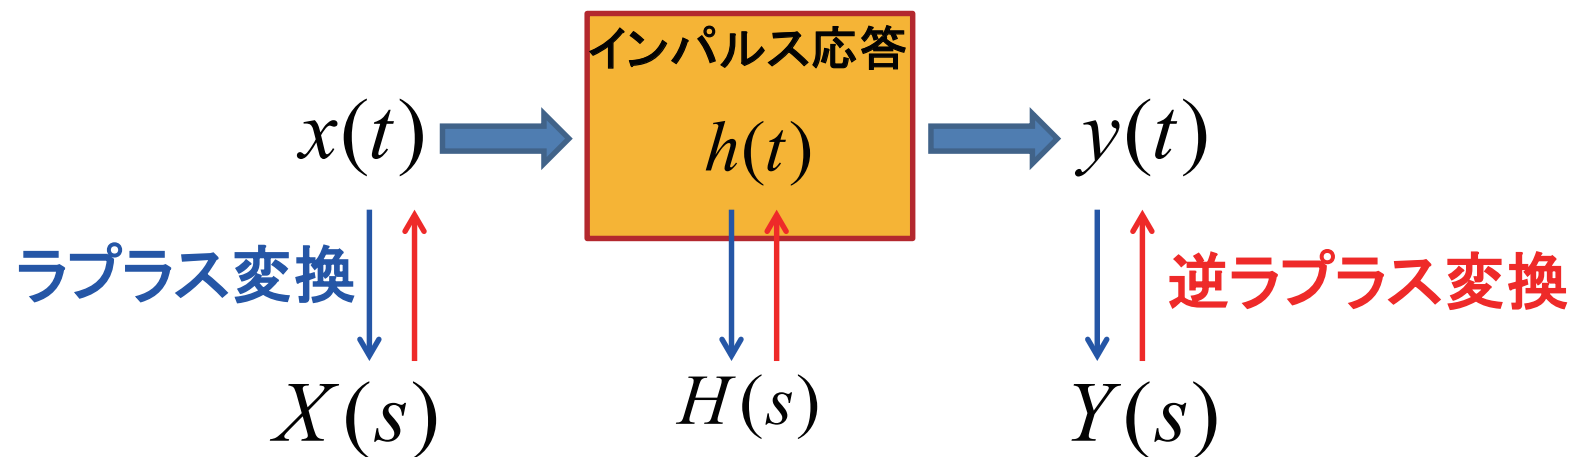 インパルス応答
x(t)
h(t)
y(t)
ラプラス変換
逆ラプラス変換
X(s)
H(s)
Y(s)